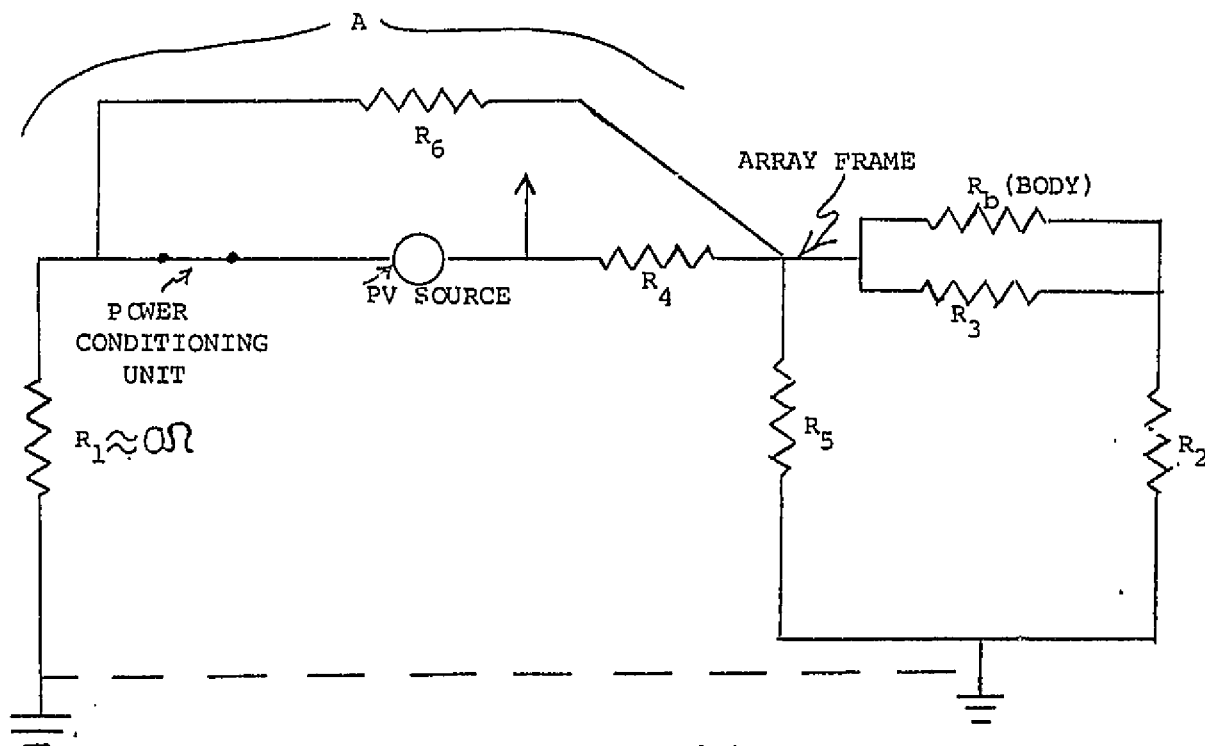 A
R6
ARRAY FRAME
Rb (BODY)
R4
R3
PV SOURCE
POWER
CONDITIONING
UNIT
R1≈0Ω
R5
R2